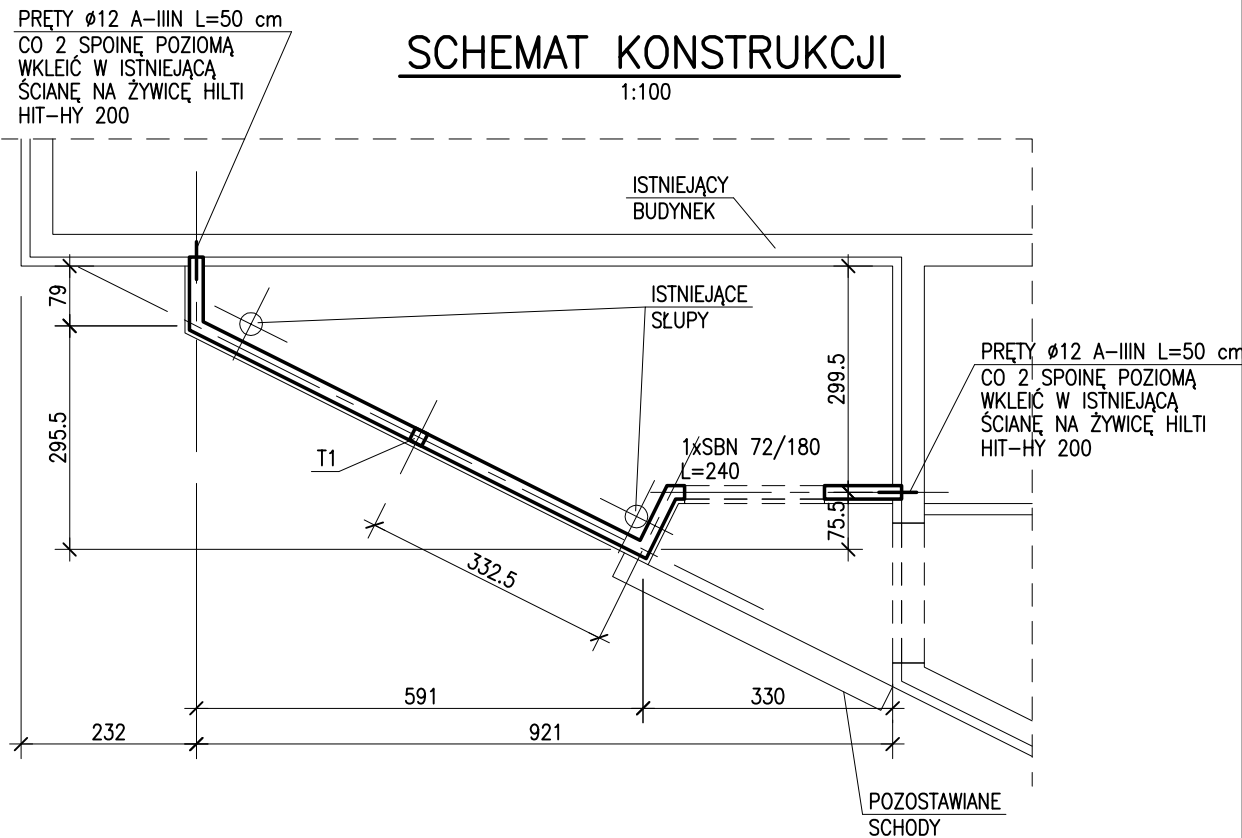 PRĘTY ø12 A-IIIN L=50 cm
CO 2 SPOINĘ POZIOMĄ
WKLEIĆ W ISTNIEJĄCĄ
ŚCIANĘ NA ŻYWICĘ HILTI
HIT-HY 200
SCHEMAT KONSTRUKCJI
1:100
ISTNIEJĄCY
BUDYNEK
79
ISTNIEJĄCE
SŁUPY
299.5
PRĘTY ø12 A-IIIN L=50 cm
CO 2 SPOINĘ POZIOMĄ
WKLEIĆ W ISTNIEJĄCĄ
ŚCIANĘ NA ŻYWICĘ HILTI
HIT-HY 200
295.5
T1
1xSBN 72/180
L=240
75.5
332.5
591
330
232
921
POZOSTAWIANE
SCHODY